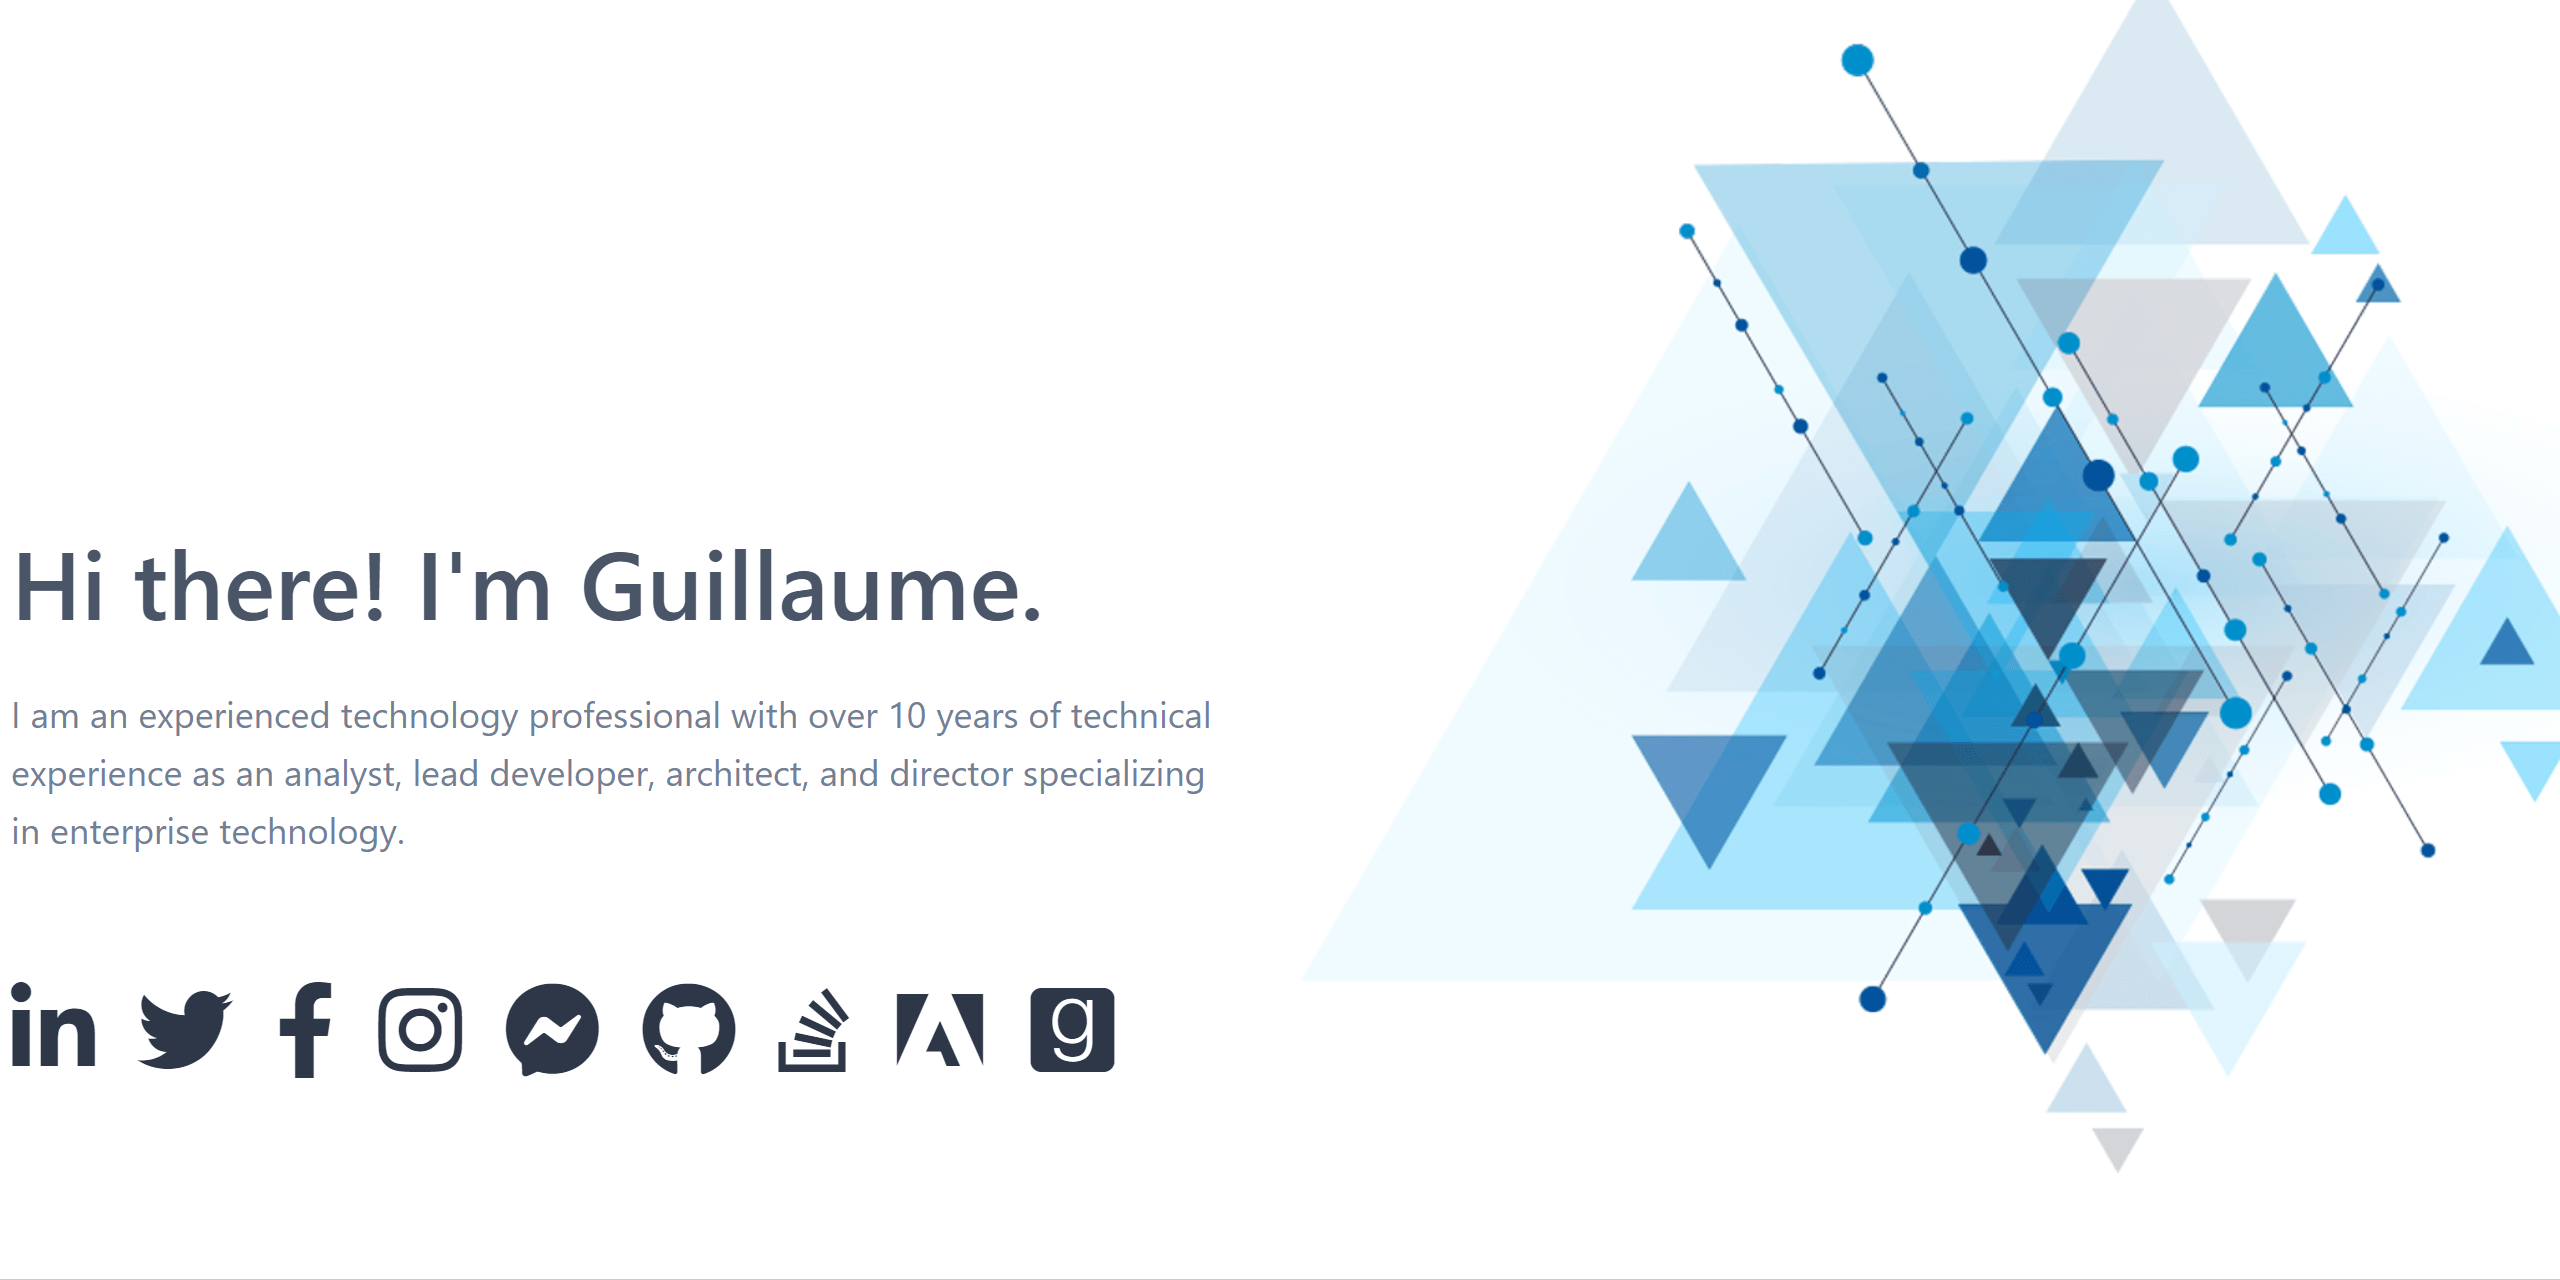 Hi there! I'm Guillaume.
I am an experienced technology professional with over 10 years of technical
experience as an analyst, lead developer, architect, and director specializing
in enterprise technology.